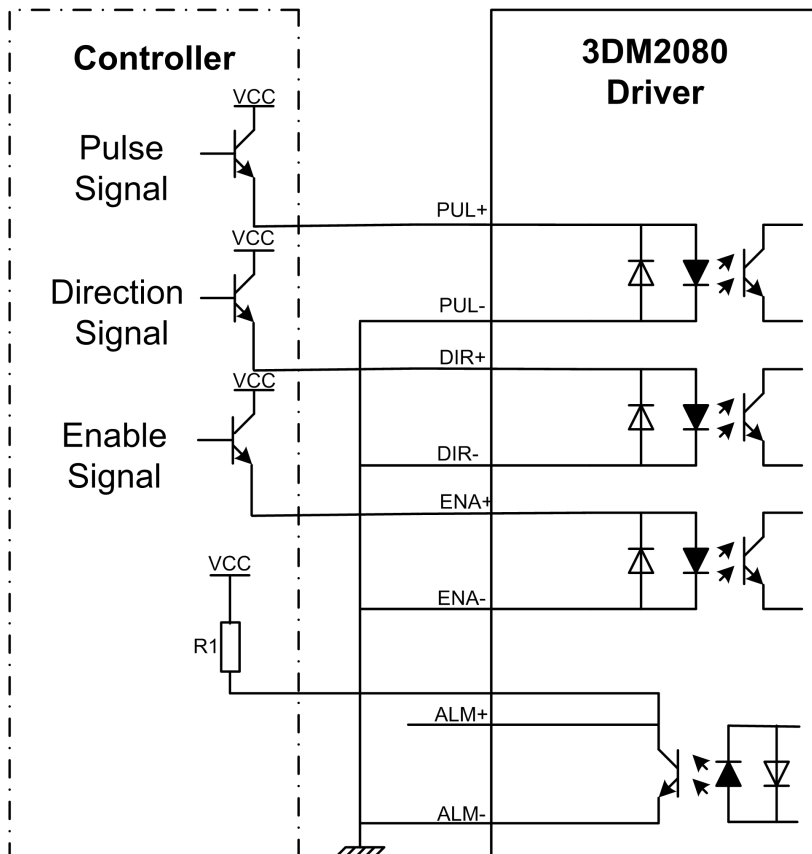 Controller
3DM2080
Driver
VCC
Pulse
Signal
PUL+
VCC
Direction
Signal
PUL-
DIR+
VCC
Enable
Signal
DIR-
ENA+
VCC
ENA-
R1
ALM+
ALM-